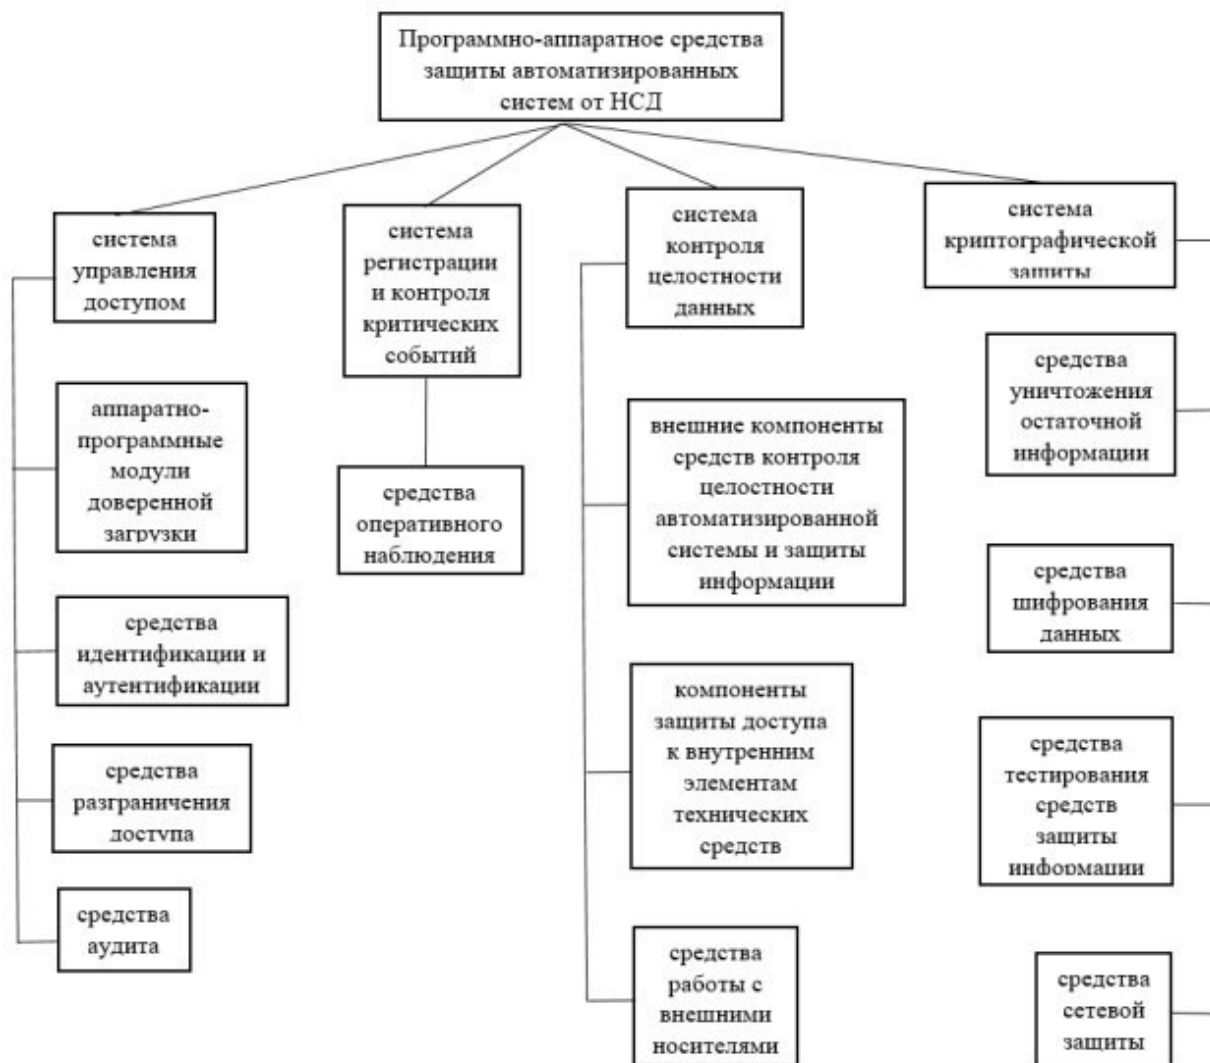 Программно-аппаратное средства
защиты автоматизированных
систем от НСД
система
управления
доступом
аппаратно-
программные
модули
доверенной
загрузки
средства
идентификации и
аутентификации
средства
разграничения
доступа
средства
аудита
система
регистрации
и контроля
критических
событий
средства
оперативного
наблюдения
система
контроля
целостности
данных
внешние компоненты
средств контроля
целостности
автоматизированной
системы и защиты
информации
компоненты
защиты доступа
к внутренним
элементам
технических
средств
средства
работы с
внешними
носителями
система
криптографической
защиты
средства
уничтожения
остаточной
информации
средства
шифрования
данных
средства
тестирования
средств
защиты
информации
средства
сетевой
защиты